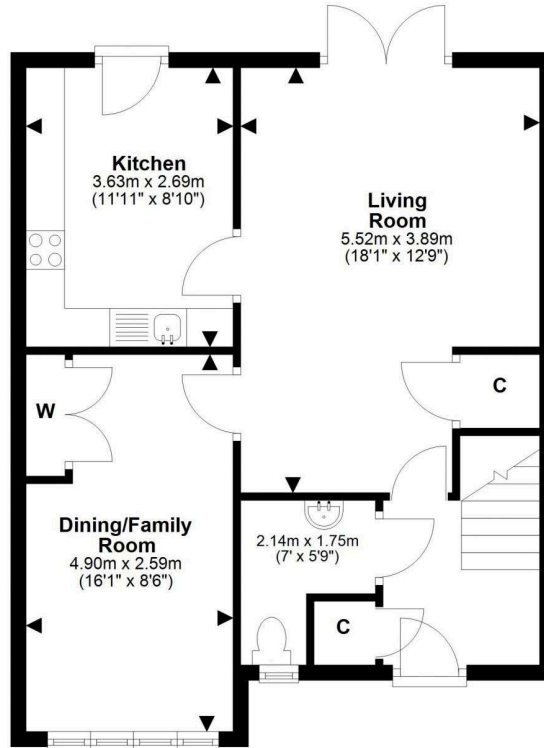 Kitchen
3.63m x 2.69m
(11'11" x 8'10")
Living
Room
5.52m x 3.89m
(18'1" x 12'9")
C
W
Dining/Family
Room
4.90m x 2.59m
(16'1" x 8'6")
2.14m x 1.75m
(7' x 5'9")
C